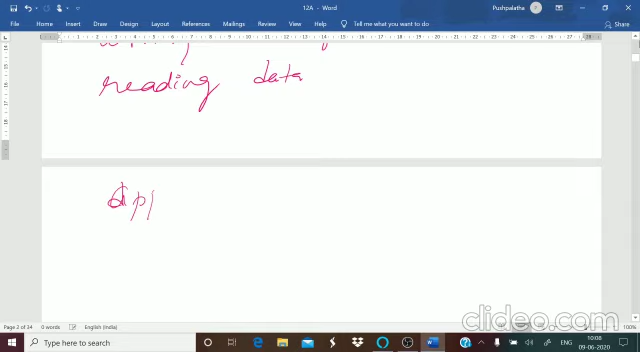 12A - Word
Pushpalatha
File Home Insert Draw Design Layout References Mailings Review View Help Tell me what you want to do Share
reading data
Page 2 of 34 0 words English (India) 100%
Type here to search
ENG
10:08
09-06-2020
clideo.com